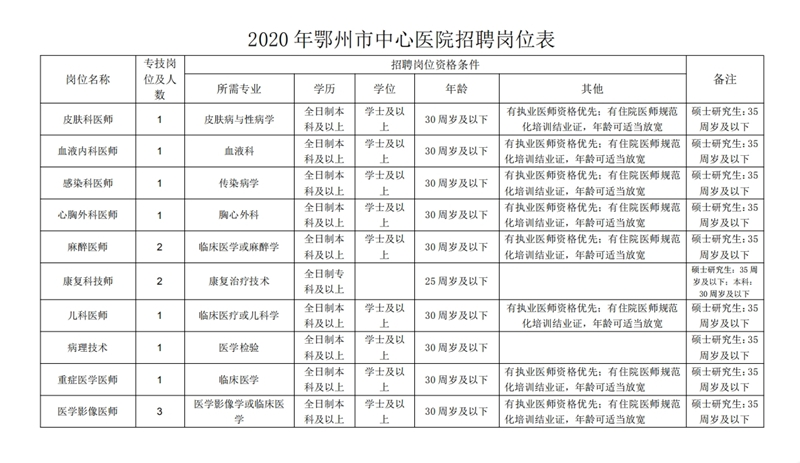 2020 年鄂州市中心医院招聘岗位表
岗位名称 专技岗位及人数 招聘岗位资格条件 备注
所需专业 学历 学位 年龄 其他
皮肤科医师 1 皮肤病与性病学 全日制本科及以上 学士及以上 30 周岁及以下 有执业医师资格优先；有住院医师规范化培训结业证，年龄可适当放宽 硕士研究生：35 周岁及以下
血液内科医师 1 血液科 全日制本科及以上 学士及以上 30 周岁及以下 有执业医师资格优先；有住院医师规范化培训结业证，年龄可适当放宽 硕士研究生：35 周岁及以下
感染科医师 1 传染病学 全日制本科及以上 学士及以上 30 周岁及以下 有执业医师资格优先；有住院医师规范化培训结业证，年龄可适当放宽 硕士研究生：35 周岁及以下
心胸外科医师 1 胸心外科 全日制本科及以上 学士及以上 30 周岁及以下 有执业医师资格优先；有住院医师规范化培训结业证，年龄可适当放宽 硕士研究生：35 周岁及以下
麻醉医师 2 临床医学或麻醉学 全日制本科及以上 学士及以上 30 周岁及以下 有执业医师资格优先；有住院医师规范化培训结业证，年龄可适当放宽 硕士研究生：35 周岁及以下
康复科技师 2 康复治疗技术 全日制专科及以上 25 周岁及以下 硕士研究生：35 周岁及以下；本科：30 周岁及以下
儿科医师 1 临床医疗或儿科学 全日制本科及以上 学士及以上 30 周岁及以下 有执业医师资格优先；有住院医师规范化培训结业证，年龄可适当放宽 硕士研究生：35 周岁及以下
病理技术 1 医学检验 全日制本科及以上 学士及以上 30 周岁及以下 硕士研究生：35 周岁及以下
重症医学医师 1 临床医学 全日制本科及以上 学士及以上 30 周岁及以下 有执业医师资格优先；有住院医师规范化培训结业证，年龄可适当放宽 硕士研究生：35 周岁及以下
医学影像医师 3 医学影像学或临床医学 全日制本科及以上 学士及以上 30 周岁及以下 有执业医师资格优先；有住院医师规范化培训结业证，年龄可适当放宽 硕士研究生：35 周岁及以下